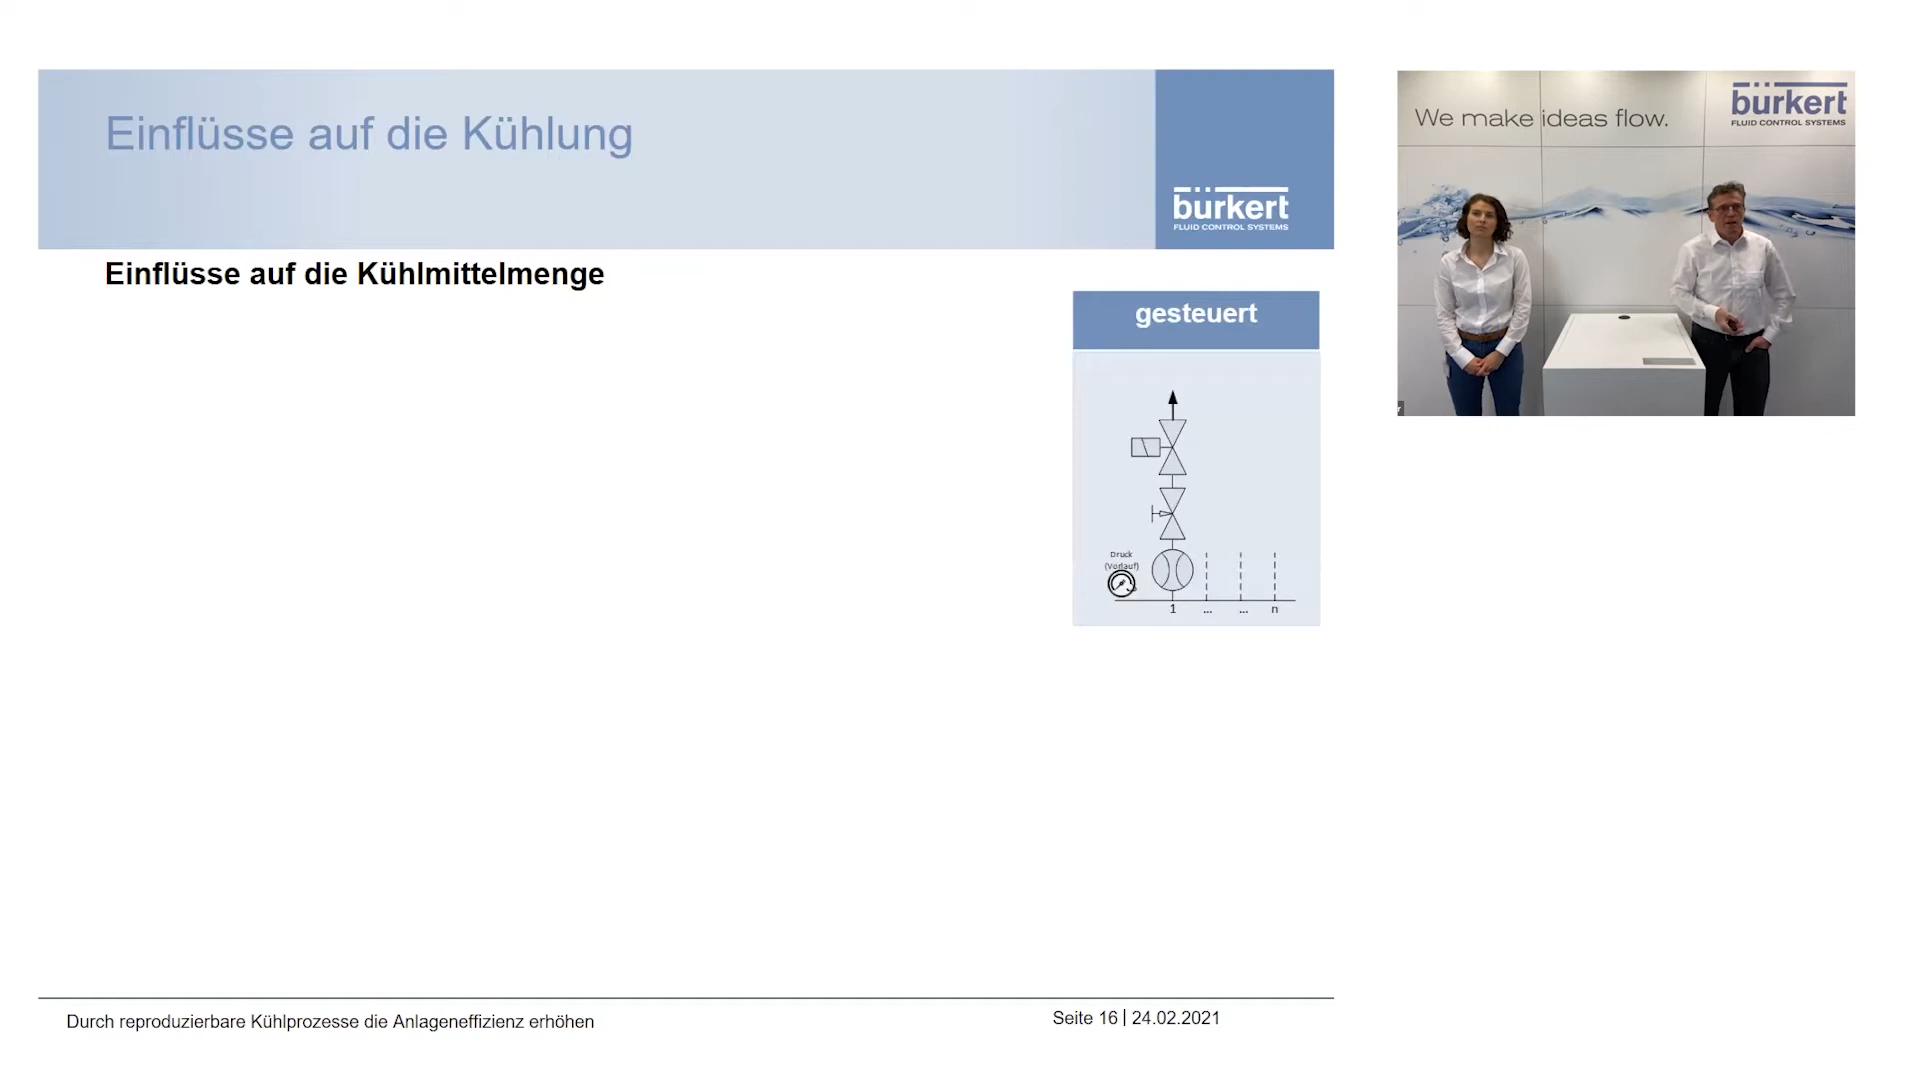 Einflüsse auf die Kühlung
bürkert
FLUID CONTROL SYSTEMS
Einflüsse auf die Kühlmittelmenge
gesteuert
Druck
(Vorlauf)
1 ... ... n
Durch reproduzierbare Kühlprozesse die Anlageneffizienz erhöhen
Seite 16 | 24.02.2021
We make ideas flow.
bürkert
FLUID CONTROL SYSTEMS